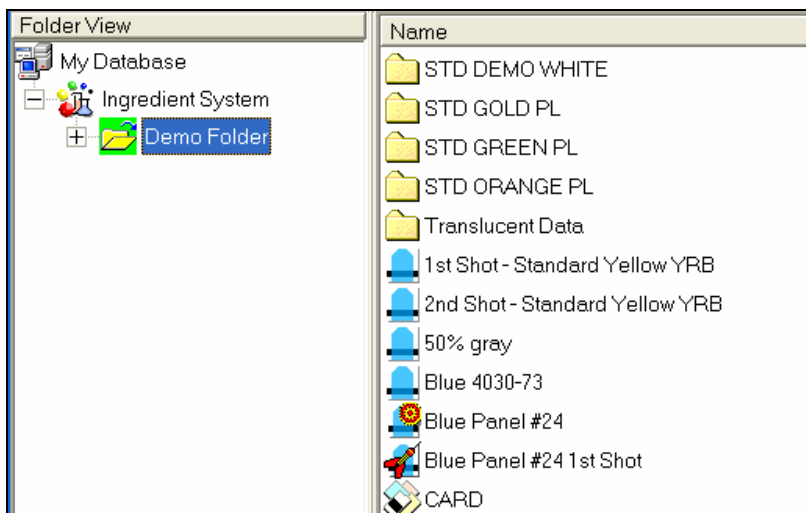 Folder View
My Database
Ingredient System
Demo Folder
Name
STD DEMO WHITE
STD GOLD PL
STD GREEN PL
STD ORANGE PL
Translucent Data
1st Shot - Standard Yellow YRB
2nd Shot - Standard Yellow YRB
50% gray
Blue 4030-73
Blue Panel #24
Blue Panel #24 1st Shot
CARD